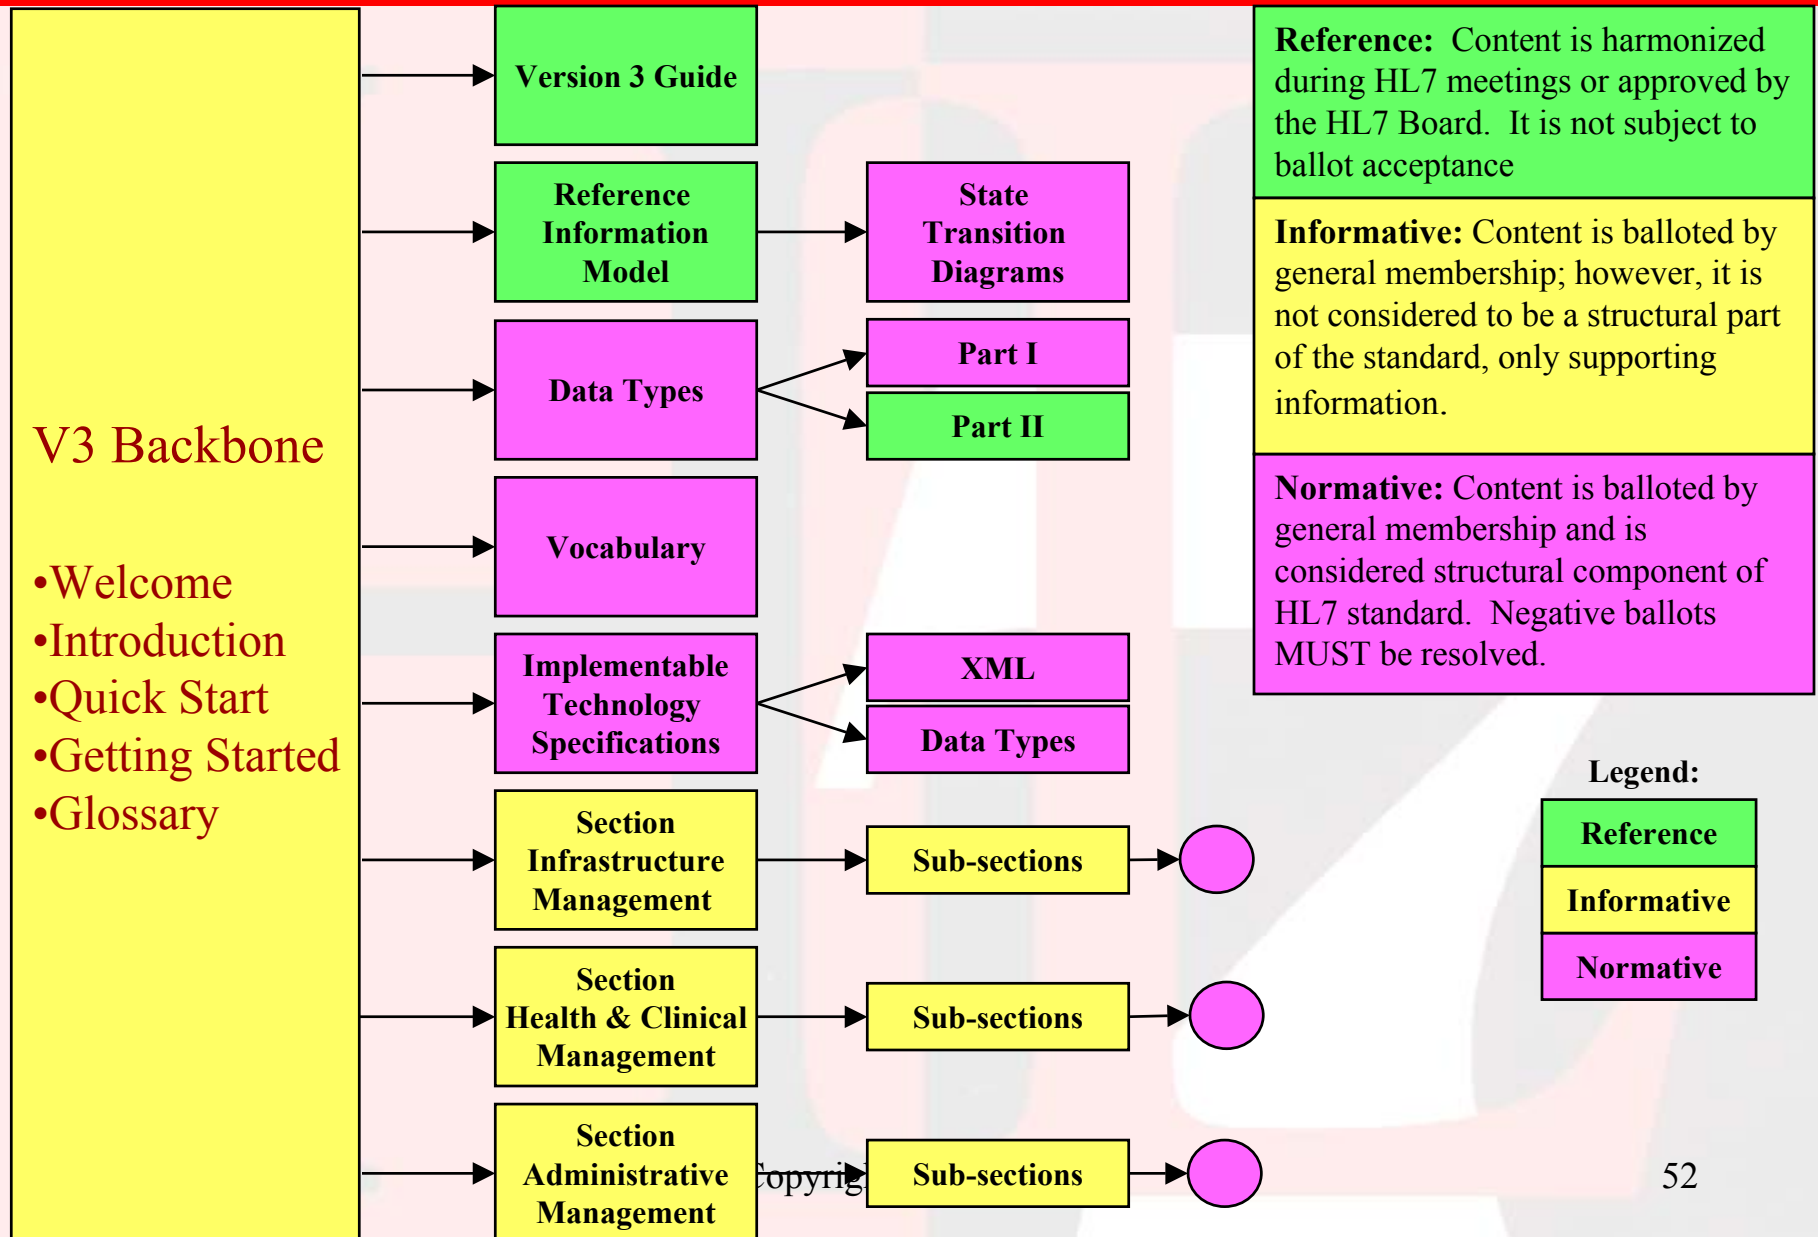 V3 Backbone
•Welcome
•Introduction
•Quick Start
•Getting Started
•Glossary
Version 3 Guide
Reference
Information
Model
State
Transition
Diagrams
Data Types
Part I
Part II
Vocabulary
Implementable
Technology
Specifications
XML
Data Types
Section
Infrastructure
Management
Sub-sections
Section
Health & Clinical
Management
Sub-sections
Section
Administrative
Management
Sub-sections
Reference: Content is harmonized
during HL7 meetings or approved by
the HL7 Board. It is not subject to
ballot acceptance
Informative: Content is balloted by
general membership; however, it is
not considered to be a structural part
of the standard, only supporting
information.
Normative: Content is balloted by
general membership and is
considered structural component of
HL7 standard. Negative ballots
MUST be resolved.
Legend:
Reference
Informative
Normative
52